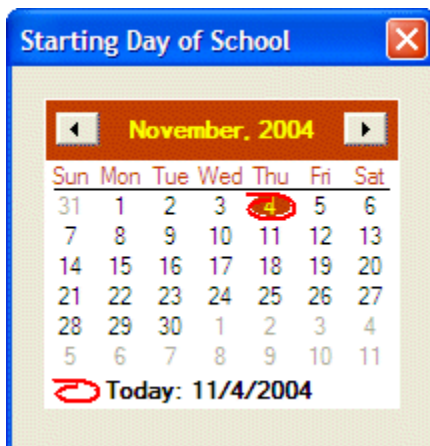 Starting Day of School
November, 2004
Sun Mon Tue Wed Thu Fri Sat
31 1 2 3 4 5 6
7 8 9 10 11 12 13
14 15 16 17 18 19 20
21 22 23 24 25 26 27
28 29 30 1 2 3 4
5 6 7 8 9 10 11
Today: 11/4/2004